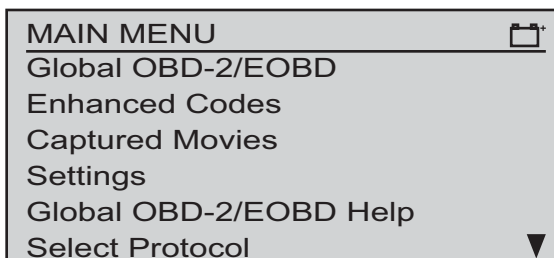 MAIN MENU
Global OBD-2/EOBD
Enhanced Codes
Captured Movies
Settings
Global OBD-2/EOBD Help
Select Protocol